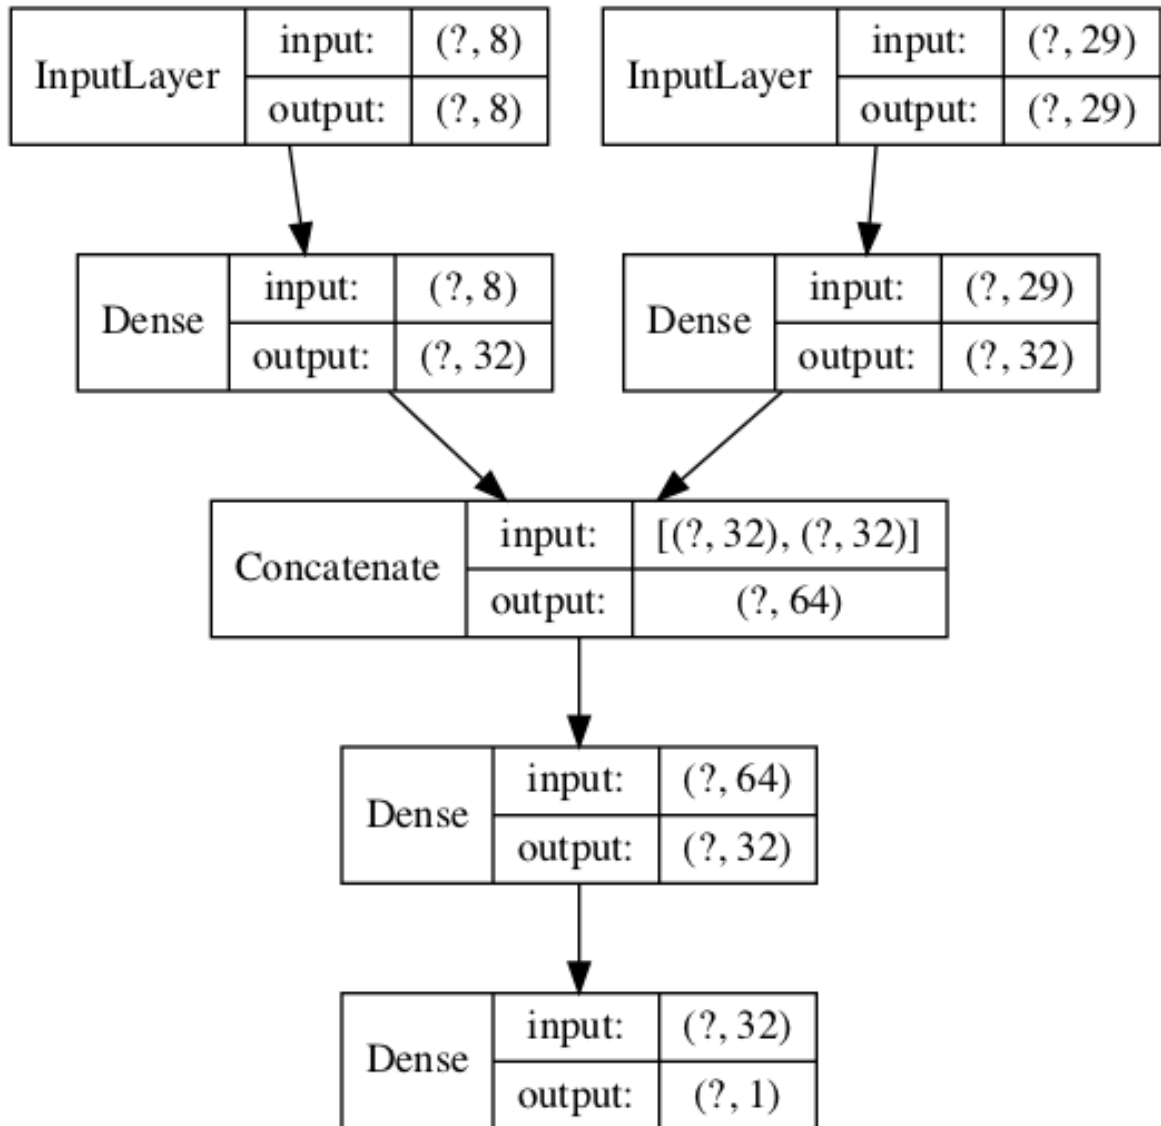 InputLayer input: (?, 8) output: (?, 8)
InputLayer input: (?, 29) output: (?, 29)
Dense input: (?, 8) output: (?, 32)
Dense input: (?, 29) output: (?, 32)
Concatenate input: [(?, 32), (?, 32)] output: (?, 64)
Dense input: (?, 64) output: (?, 32)
Dense input: (?, 32) output: (?, 1)